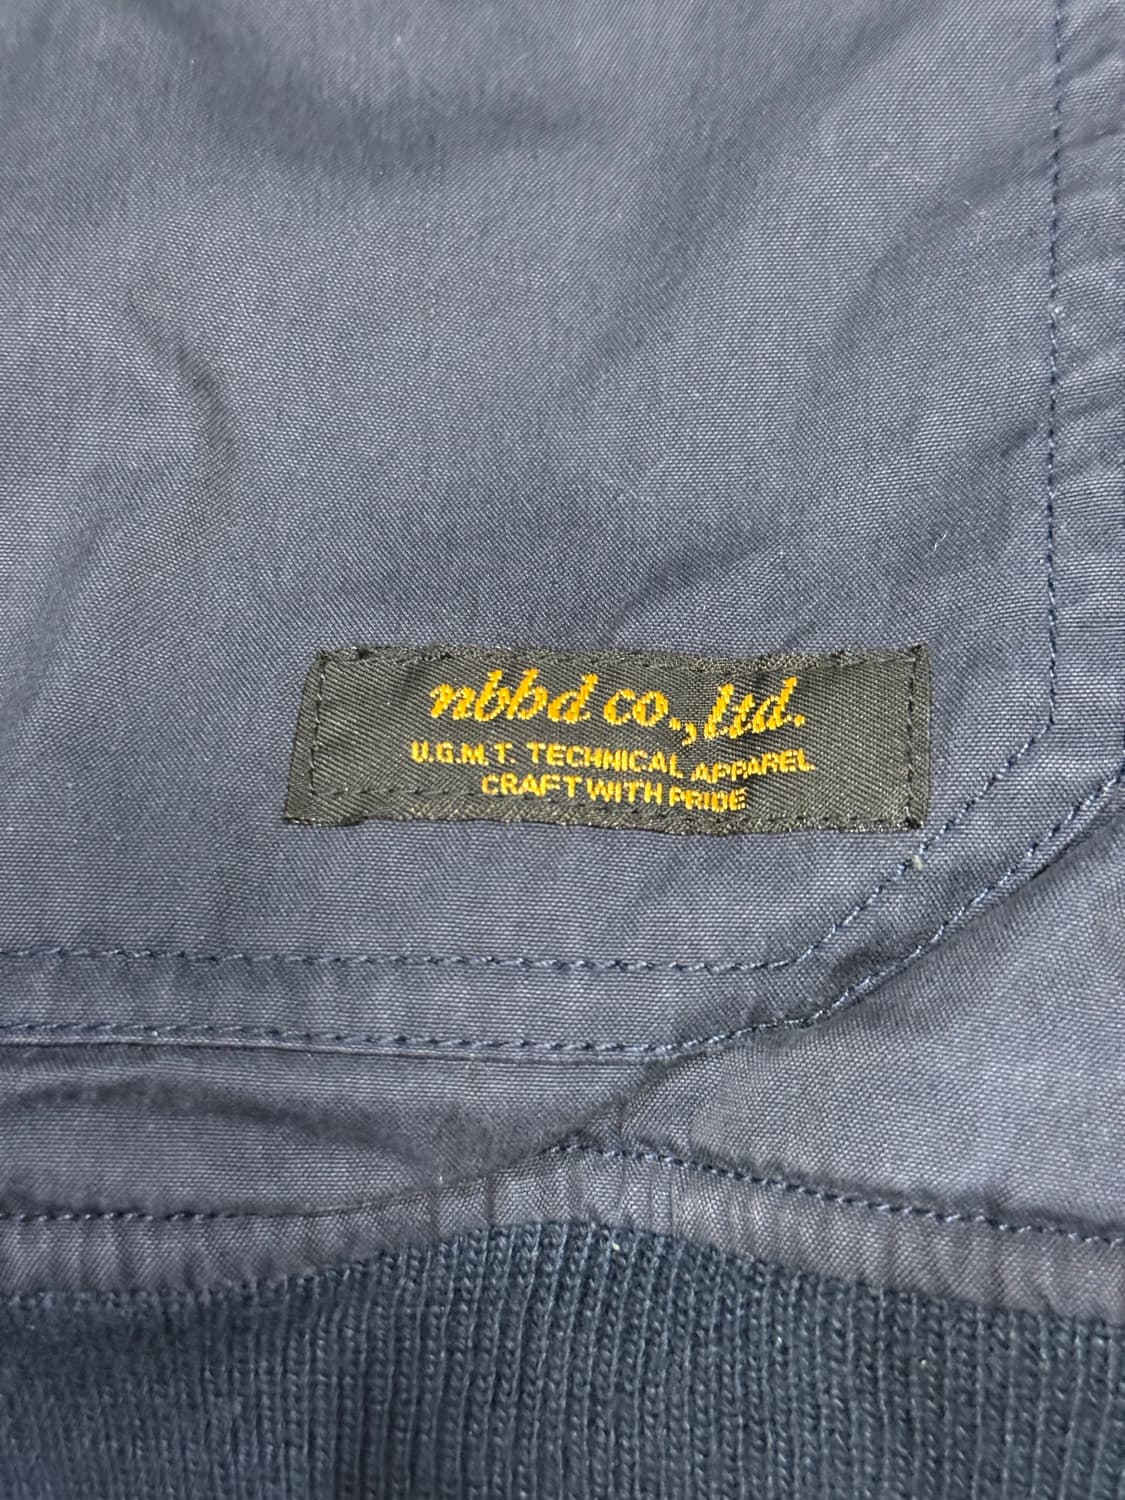 nbbd co., ltd.
U.G.M.T. TECHNICAL APPAREL
CRAFT WITH PRIDE